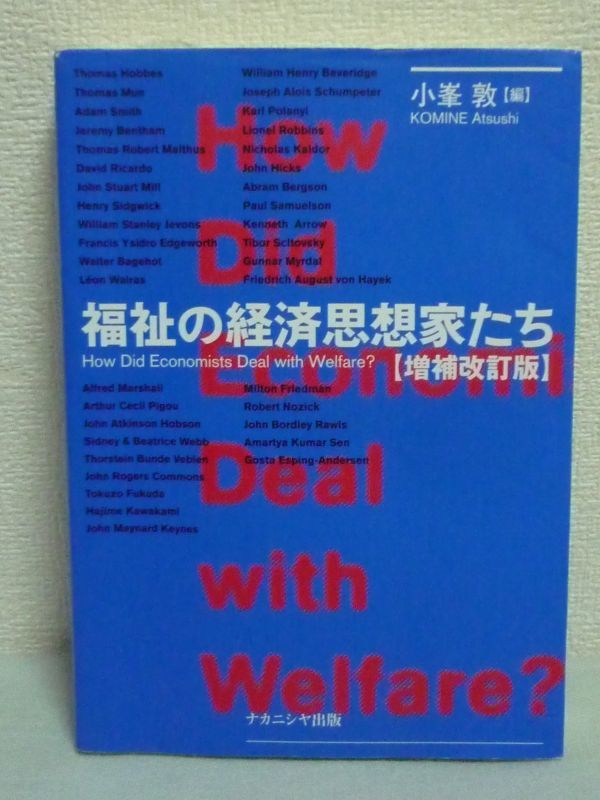 Thomas Hobbes
Thomas Mun
Adam Smith
Jeremy Bentham
Thomas Robert Malthus
David Ricardo
John Stuart Mill
Henry Sidgwick
William Stanley Jevons
Francis Ysidro Edgeworth
Walter Bagehot
Léon Walras
William Henry Beveridge
Joseph Alois Schumpeter
Karl Polanyi
Lionel Robbins
Nicholas Kaldor
John Hicks
Abram Bergson
Paul Samuelson
Kenneth Arrow
Tibor Scitovsky
Gunnar Myrdal
Friedrich August von Hayek
小峯 敦【編】
KOMINE Atsushi
How
Did
Economi
Deal
with
Welfare?
福祉の経済思想家たち
How Did Economists Deal with Welfare?
【増補改訂版】
Alfred Marshall
Arthur Cecil Pigou
John Atkinson Hobson
Sidney & Beatrice Webb
Thorstein Bunde Veblen
John Rogers Commons
Tokuzo Fukuda
Hajime Kawakami
John Maynard Keynes
Milton Friedman
Robert Nozick
John Bordley Rawls
Amartya Kumar Sen
Gosta Esping-Andersen
ナカニシヤ出版